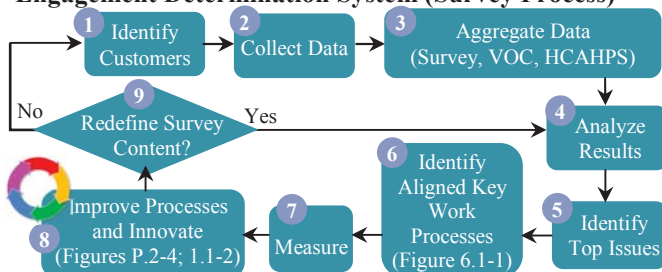 Engagement Determination System (Survey Process)
1
Identify
Customers
2
Collect Data
3
Aggregate Data
(Survey, VOC, HCAHPS)
No
9
Redefine Survey
Content?
Yes
4
Analyze
Results
6
Identify
Aligned Key
Work
Processes
(Figure 6.1-1)
5
Identify
Top Issues
7
Measure
8
Improve Processes
and Innovate
(Figures P.2-4; 1.1-2)